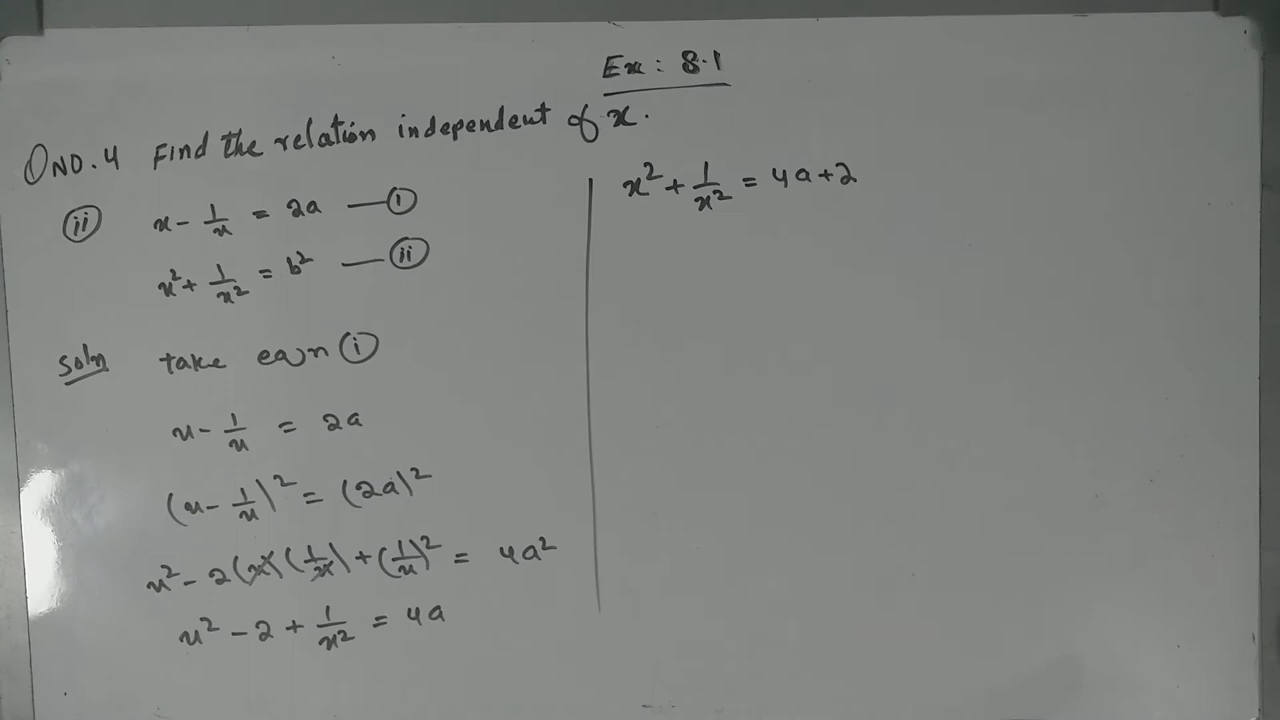 Ex: 8.1
QNO.4 Find the relation independent of x.
(ii) x - 1/x = 2a —(i)
x² + 1/x² = b² —(ii)
Soln take eqn (i)
x - 1/x = 2a
(x - 1/x)² = (2a)²
x² - 2(x)(1/x) + (1/x)² = 4a²
x² - 2 + 1/x² = 4a
x² + 1/x² = 4a+2